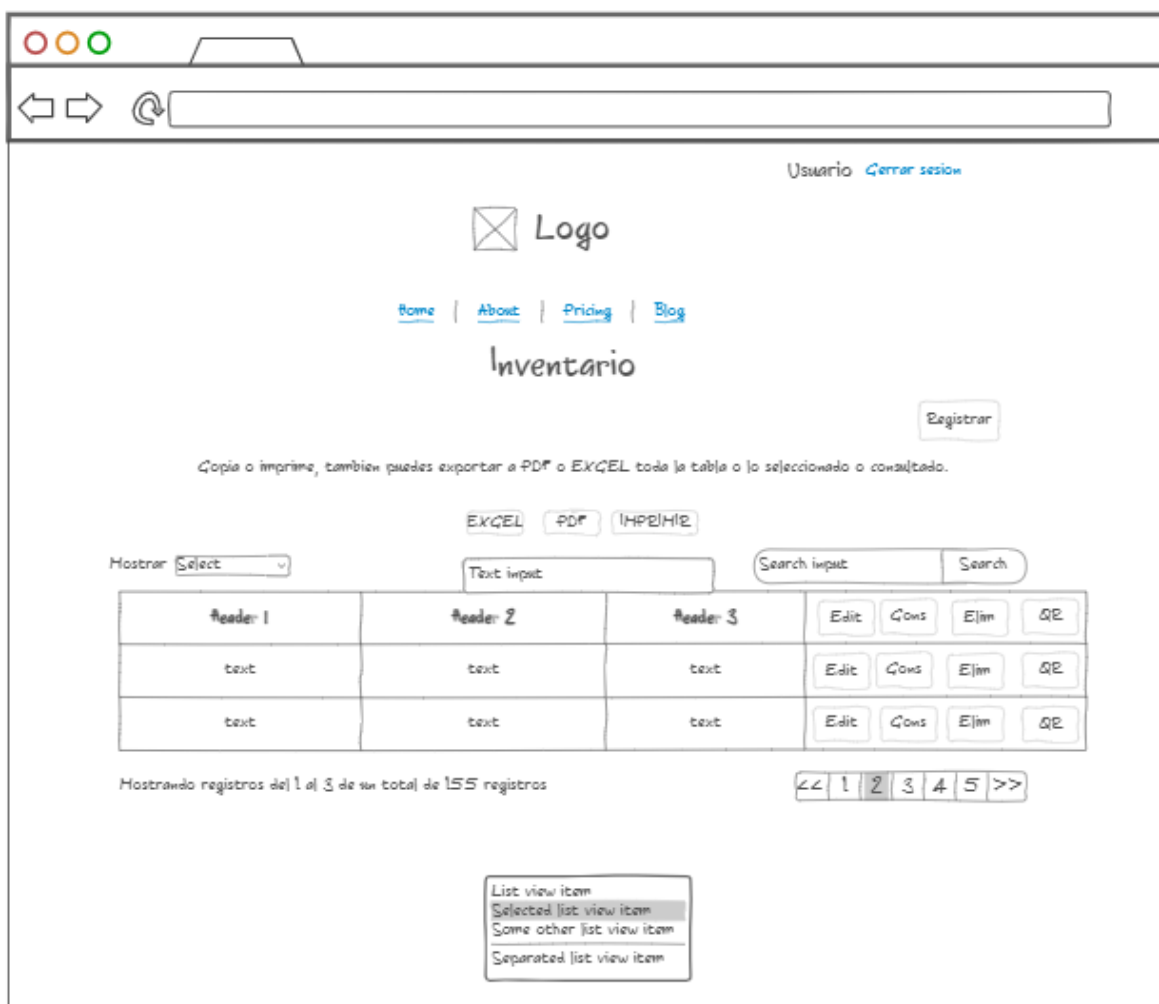 Usuario Cerrar sesion
Logo
Home | About | Pricing | Blog
Inventario
Registrar
Copia o imprime, tambien puedes exportar a PDF o EXCEL toda la tabla o lo seleccionado o consultado.
EXCEL PDF IMPRIMIR
Mostrar Select Text input Search input Search
Header 1 Header 2 Header 3 Edit Cons Elim QR
text text text Edit Cons Elim QR
text text text Edit Cons Elim QR
Mostrando registros del 1 al 3 de un total de 155 registros << 1 2 3 4 5 >>
List view item
Selected list view item
Some other list view item
Separated list view item